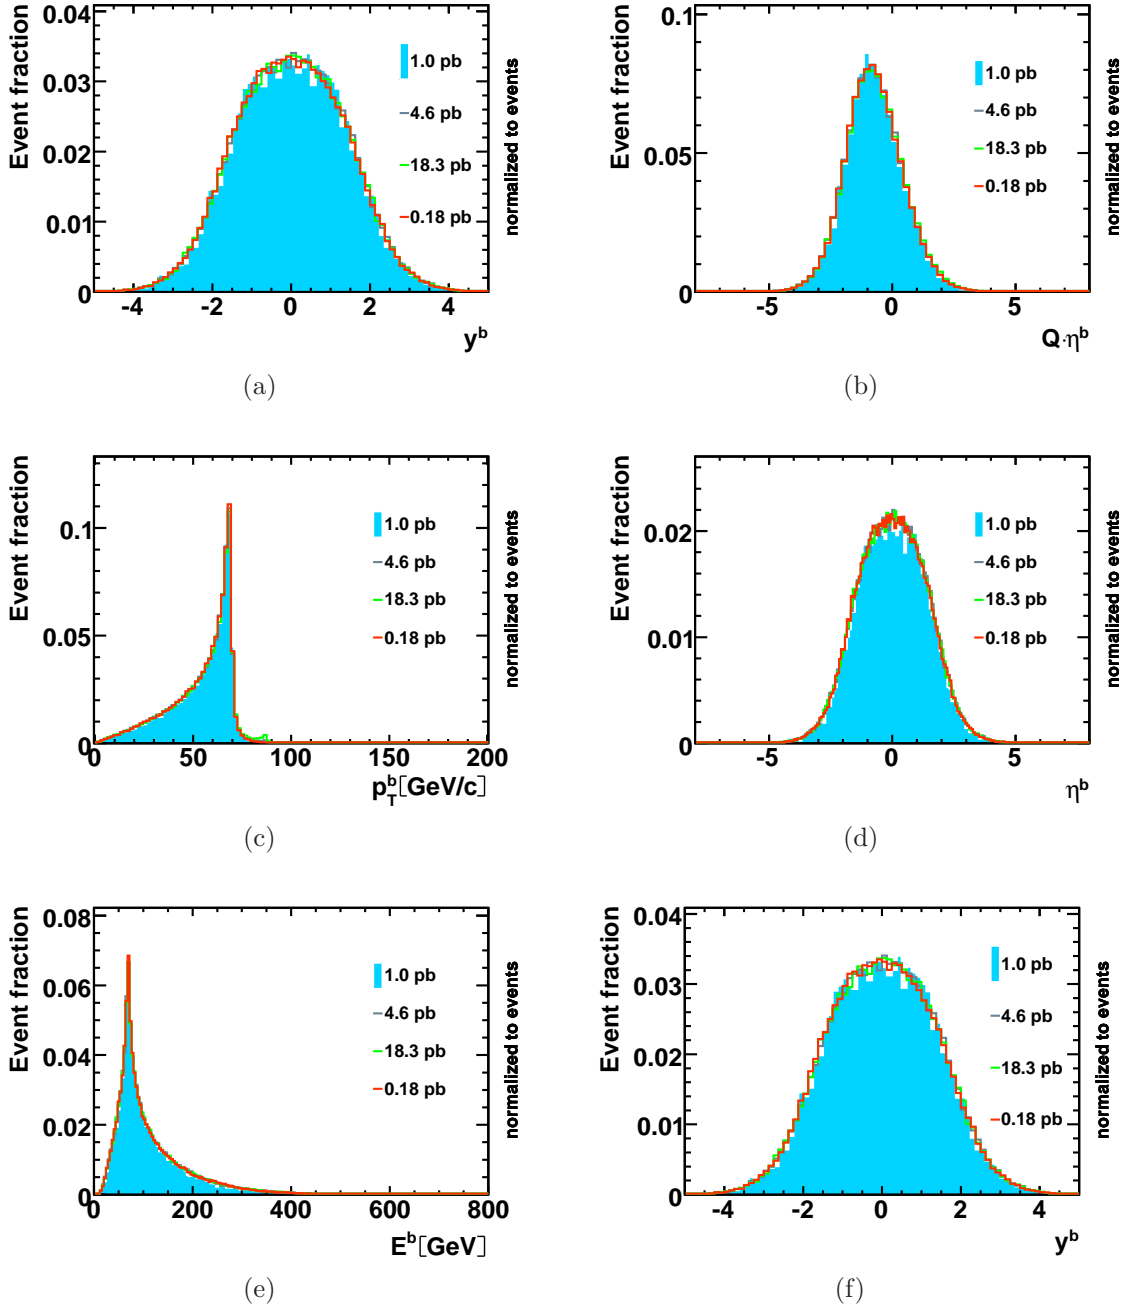 Event fraction
0.04
0.03
0.02
0.01
0
-4 -2 0 2 4
y^b
1.0 pb
4.6 pb
18.3 pb
0.18 pb
normalized to events
(a)
Event fraction
0.1
0.05
0
-5 0 5
Q·η^b
1.0 pb
4.6 pb
18.3 pb
0.18 pb
normalized to events
(b)
Event fraction
0.1
0.05
0
0 50 100 150 200
p_T^b[GeV/c]
1.0 pb
4.6 pb
18.3 pb
0.18 pb
normalized to events
(c)
Event fraction
0.02
0.01
0
-5 0 5
η^b
1.0 pb
4.6 pb
18.3 pb
0.18 pb
normalized to events
(d)
Event fraction
0.08
0.06
0.04
0.02
0
0 200 400 600 800
E^b[GeV]
1.0 pb
4.6 pb
18.3 pb
0.18 pb
normalized to events
(e)
Event fraction
0.04
0.03
0.02
0.01
0
-4 -2 0 2 4
y^b
1.0 pb
4.6 pb
18.3 pb
0.18 pb
normalized to events
(f)